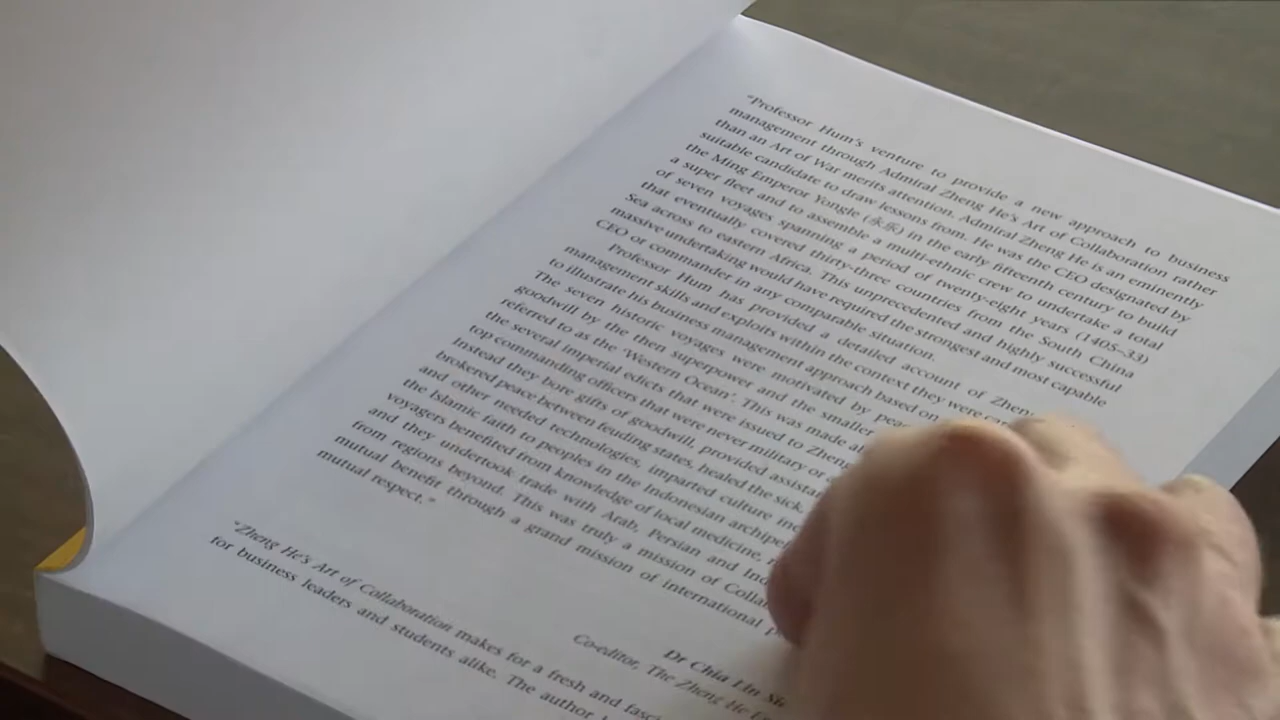 "Professor Hum's venture to provide a new approach to business
management through Admiral Zheng He's Art of Collaboration rather
than an Art of War merits attention. Admiral Zheng He is an eminently
suitable candidate to draw lessons from. He was the CEO designated by
the Ming Emperor Yongle (永乐) in the early fifteenth century to build
a super fleet and to assemble a multi-ethnic crew to undertake a total
of seven voyages spanning a period of twenty-eight years (1405–33)
that eventually covered thirty-three countries from the South China
Sea across to eastern Africa. This unprecedented and highly successful
massive undertaking would have required the strongest and most capable
CEO or commander in any comparable situation.
Professor Hum has provided a detailed account of Zheng
management skills and exploits within the context they were
to illustrate his business management approach based on
The seven historic voyages were motivated by
goodwill by the then superpower and the smaller
referred to as the 'Western Ocean'. This was made
the several imperial edicts that were issued to Zheng
top commanding officers that were never military or
Instead they bore gifts of goodwill, provided
brokered peace between feuding states, healed the sick,
and other needed technologies, imparted culture
the Islamic faith to peoples in the Indonesian
voyagers benefited from knowledge of local medicine,
and they undertook trade with Arab, Persian and
from regions beyond. This was truly a mission of
mutual benefit through a grand mission of international
mutual respect."
Dr Chia Lin
Co-editor, The Zheng He
"Zheng He's Art of Collaboration makes for a fresh and
for business leaders and students alike. The author